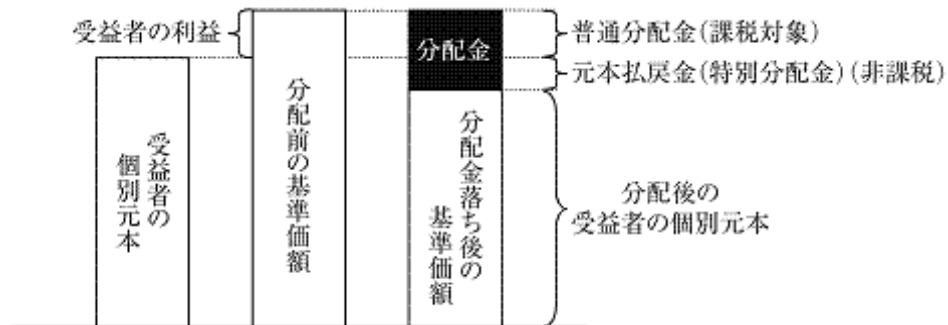 受益者の利益
受益者の
個別元本
分配前の基準価額
分配金
分配金落ち後の
基準価額
普通分配金(課税対象)
元本払戻金(特別分配金)(非課税)
分配後の
受益者の個別元本